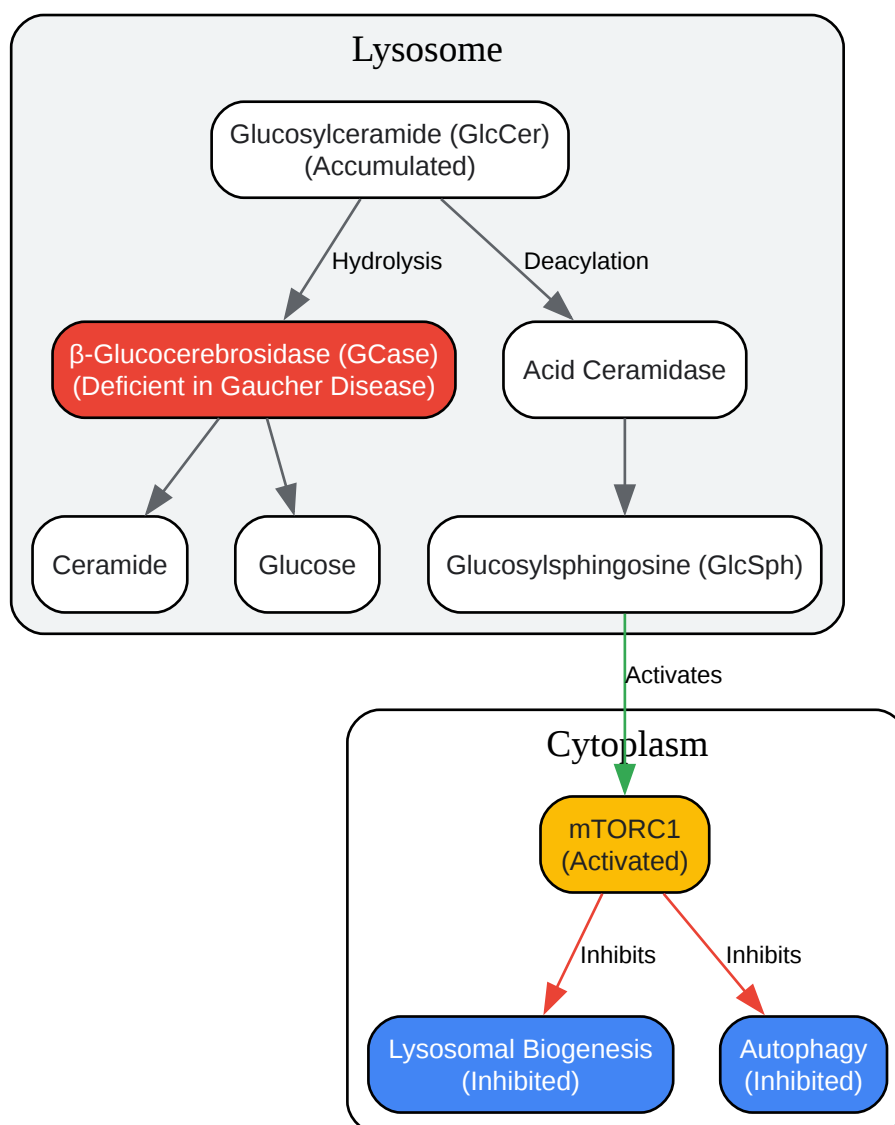 Lysosome
Glucosylceramide (GlcCer)
(Accumulated)
Hydrolysis
Deacylation
β-Glucocerebrosidase (GCase)
(Deficient in Gaucher Disease)
Acid Ceramidase
Ceramide
Glucose
Glucosylsphingosine (GlcSph)
Activates
Cytoplasm
mTORC1
(Activated)
Inhibits
Inhibits
Lysosomal Biogenesis
(Inhibited)
Autophagy
(Inhibited)